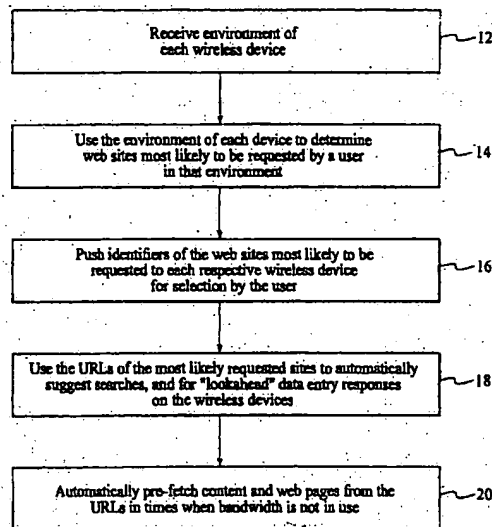 Receive environment of
each wireless device
12
Use the environment of each device to determine
web sites most likely to be requested by a user
in that environment
14
Push identifiers of the web sites most likely to be
requested to each respective wireless device
for selection by the user
16
Use the URLs of the most likely requested sites to automatically
suggest searches, and for "lookahead" data entry responses
on the wireless devices
18
Automatically pre-fetch content and web pages from the
URLs in times when bandwidth is not in use
20